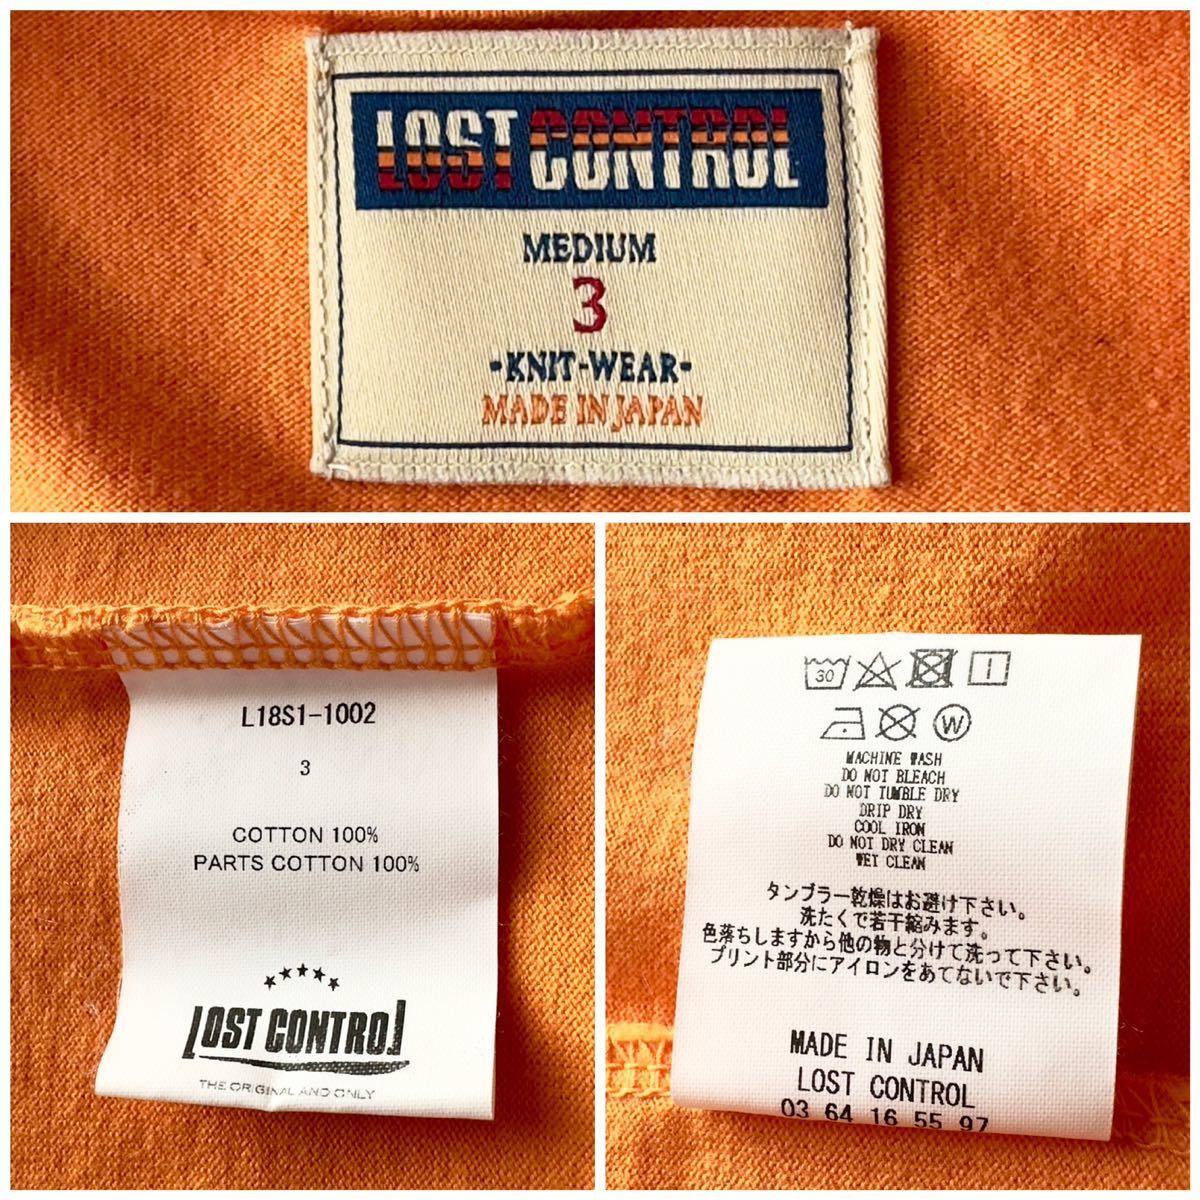 LOST CONTROL
MEDIUM
3
-KNIT-WEAR-
MADE IN JAPAN
L18S1-1002
3
COTTON 100%
PARTS COTTON 100%
LOST CONTROL
THE ORIGINAL AND ONLY
30
W
MACHINE WASH
DO NOT BLEACH
DO NOT TUMBLE DRY
DRIP DRY
COOL IRON
DO NOT DRY CLEAN
WET CLEAN
タンブラー乾燥はお避け下さい。
洗たくで若干縮みます。
色落ちしますから他の物と分けて洗って下さい。
プリント部分にアイロンをあてないで下さい。
MADE IN JAPAN
LOST CONTROL
03 64 16 55 97